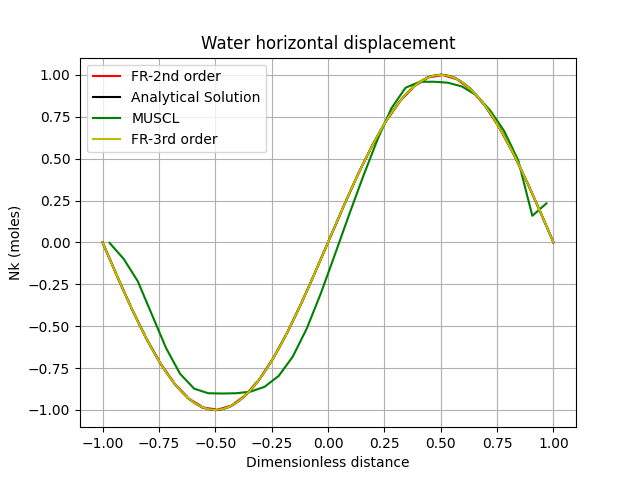 Water horizontal displacement
FR-2nd order
Analytical Solution
MUSCL
FR-3rd order
1.00
0.75
0.50
0.25
0.00
−0.25
−0.50
−0.75
−1.00
Nk (moles)
−1.00 −0.75 −0.50 −0.25 0.00 0.25 0.50 0.75 1.00
Dimensionless distance